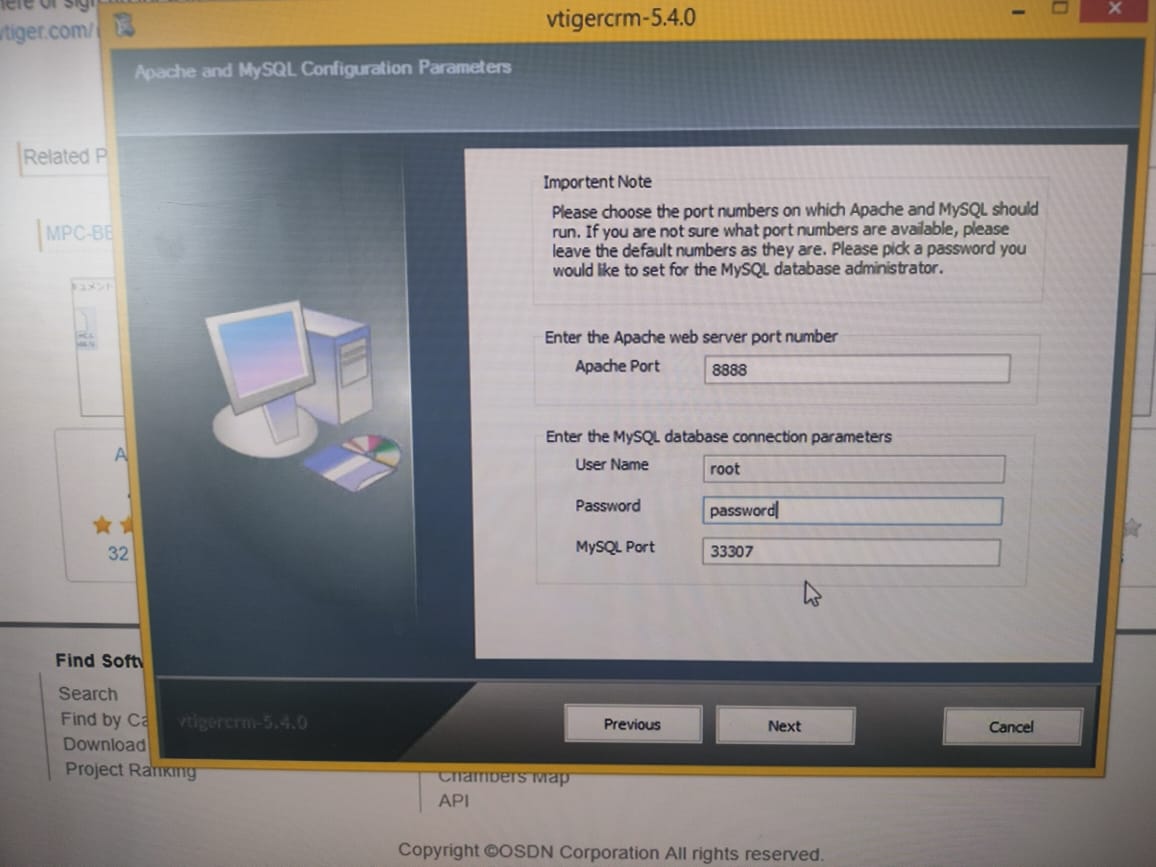 vtiger.com/
vtigercrm-5.4.0
Apache and MySQL Configuration Parameters
Related P
MPC-BE
Importent Note
Please choose the port numbers on which Apache and MySQL should
run. If you are not sure what port numbers are available, please
leave the default numbers as they are. Please pick a password you
would like to set for the MySQL database administrator.
Enter the Apache web server port number
Apache Port
8888
Enter the MySQL database connection parameters
User Name
root
Password
password
MySQL Port
33307
A
32
Find Softw
Search
Find by Ca
Download
Project Ranking
vtigercrm-5.4.0
Previous
Next
Cancel
Chambers Map
API
Copyright ©OSDN Corporation All rights reserved.